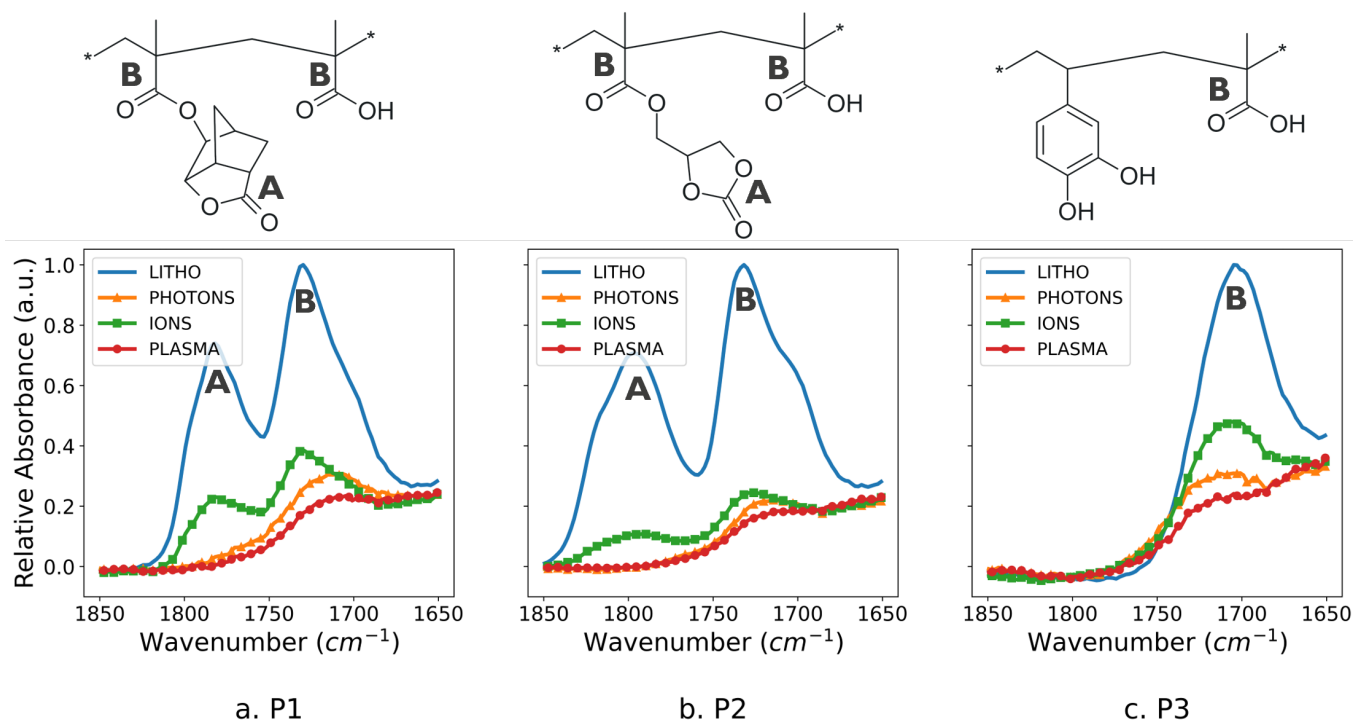 * * B B O O OH A O O
* * B B O O OH O O A O
* * B O OH OH OH
Relative Absorbance (a.u.)
1.0
0.8
0.6
0.4
0.2
0.0
LITHO
PHOTONS
IONS
PLASMA
A
B
1850 1800 1750 1700 1650
Wavenumber (cm⁻¹)
a. P1
LITHO
PHOTONS
IONS
PLASMA
A
B
1850 1800 1750 1700 1650
Wavenumber (cm⁻¹)
b. P2
LITHO
PHOTONS
IONS
PLASMA
B
1850 1800 1750 1700 1650
Wavenumber (cm⁻¹)
c. P3